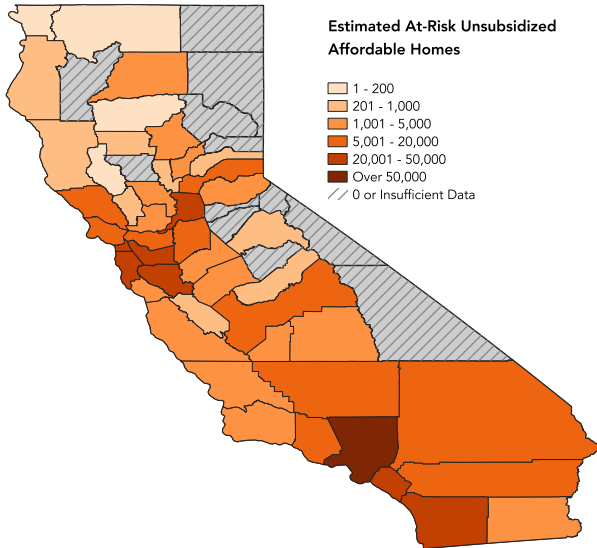 Estimated At-Risk Unsubsidized
Affordable Homes
1 - 200
201 - 1,000
1,001 - 5,000
5,001 - 20,000
20,001 - 50,000
Over 50,000
0 or Insufficient Data